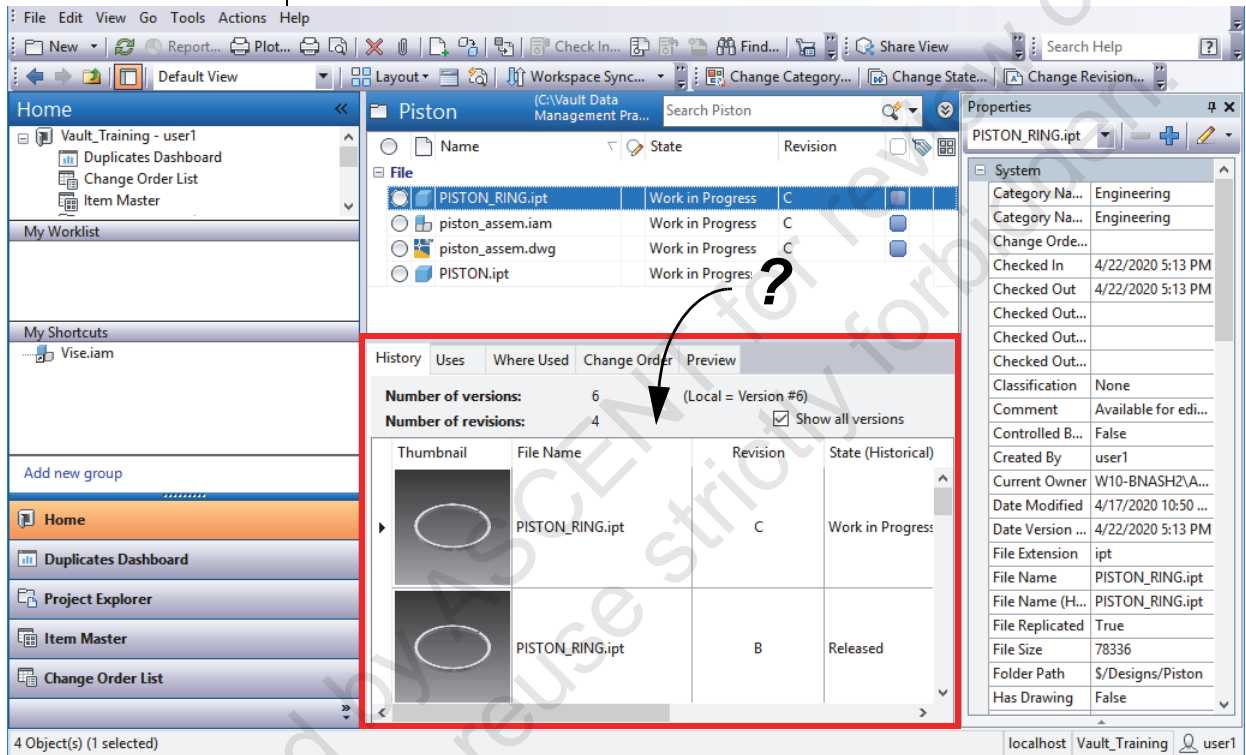 File Edit View Go Tools Actions Help
New Report... Plot... Check In... Find... Share View Search Help ?
Default View Layout Workspace Sync... Change Category... Change State... Change Revision...
Home «
Vault_Training - user1
Duplicates Dashboard
Change Order List
Item Master
My Worklist
My Shortcuts
Vise.iam
Add new group
Home
Duplicates Dashboard
Project Explorer
Item Master
Change Order List
»
Piston (C:\Vault Data
Management Pra... Search Piston
Name State Revision
File
PISTON_RING.ipt Work in Progress C
piston_assem.iam Work in Progress C
piston_assem.dwg Work in Progress C
PISTON.ipt Work in Progres
?
History Uses Where Used Change Order Preview
Number of versions: 6 (Local = Version #6)
Number of revisions: 4 Show all versions
Thumbnail File Name Revision State (Historical)
PISTON_RING.ipt C Work in Progress
PISTON_RING.ipt B Released
Properties
PISTON_RING.ipt
System
Category Na... Engineering
Category Na... Engineering
Change Orde...
Checked In 4/22/2020 5:13 PM
Checked Out 4/22/2020 5:13 PM
Checked Out...
Checked Out...
Checked Out...
Classification None
Comment Available for edi...
Controlled B... False
Created By user1
Current Owner W10-BNASH2\A...
Date Modified 4/17/2020 10:50 ...
Date Version ... 4/22/2020 5:13 PM
File Extension ipt
File Name PISTON_RING.ipt
File Name (H... PISTON_RING.ipt
File Replicated True
File Size 78336
Folder Path $/Designs/Piston
Has Drawing False
4 Object(s) (1 selected) localhost Vault_Training user1
by ASCENT for review
reuse strictly forbidden.